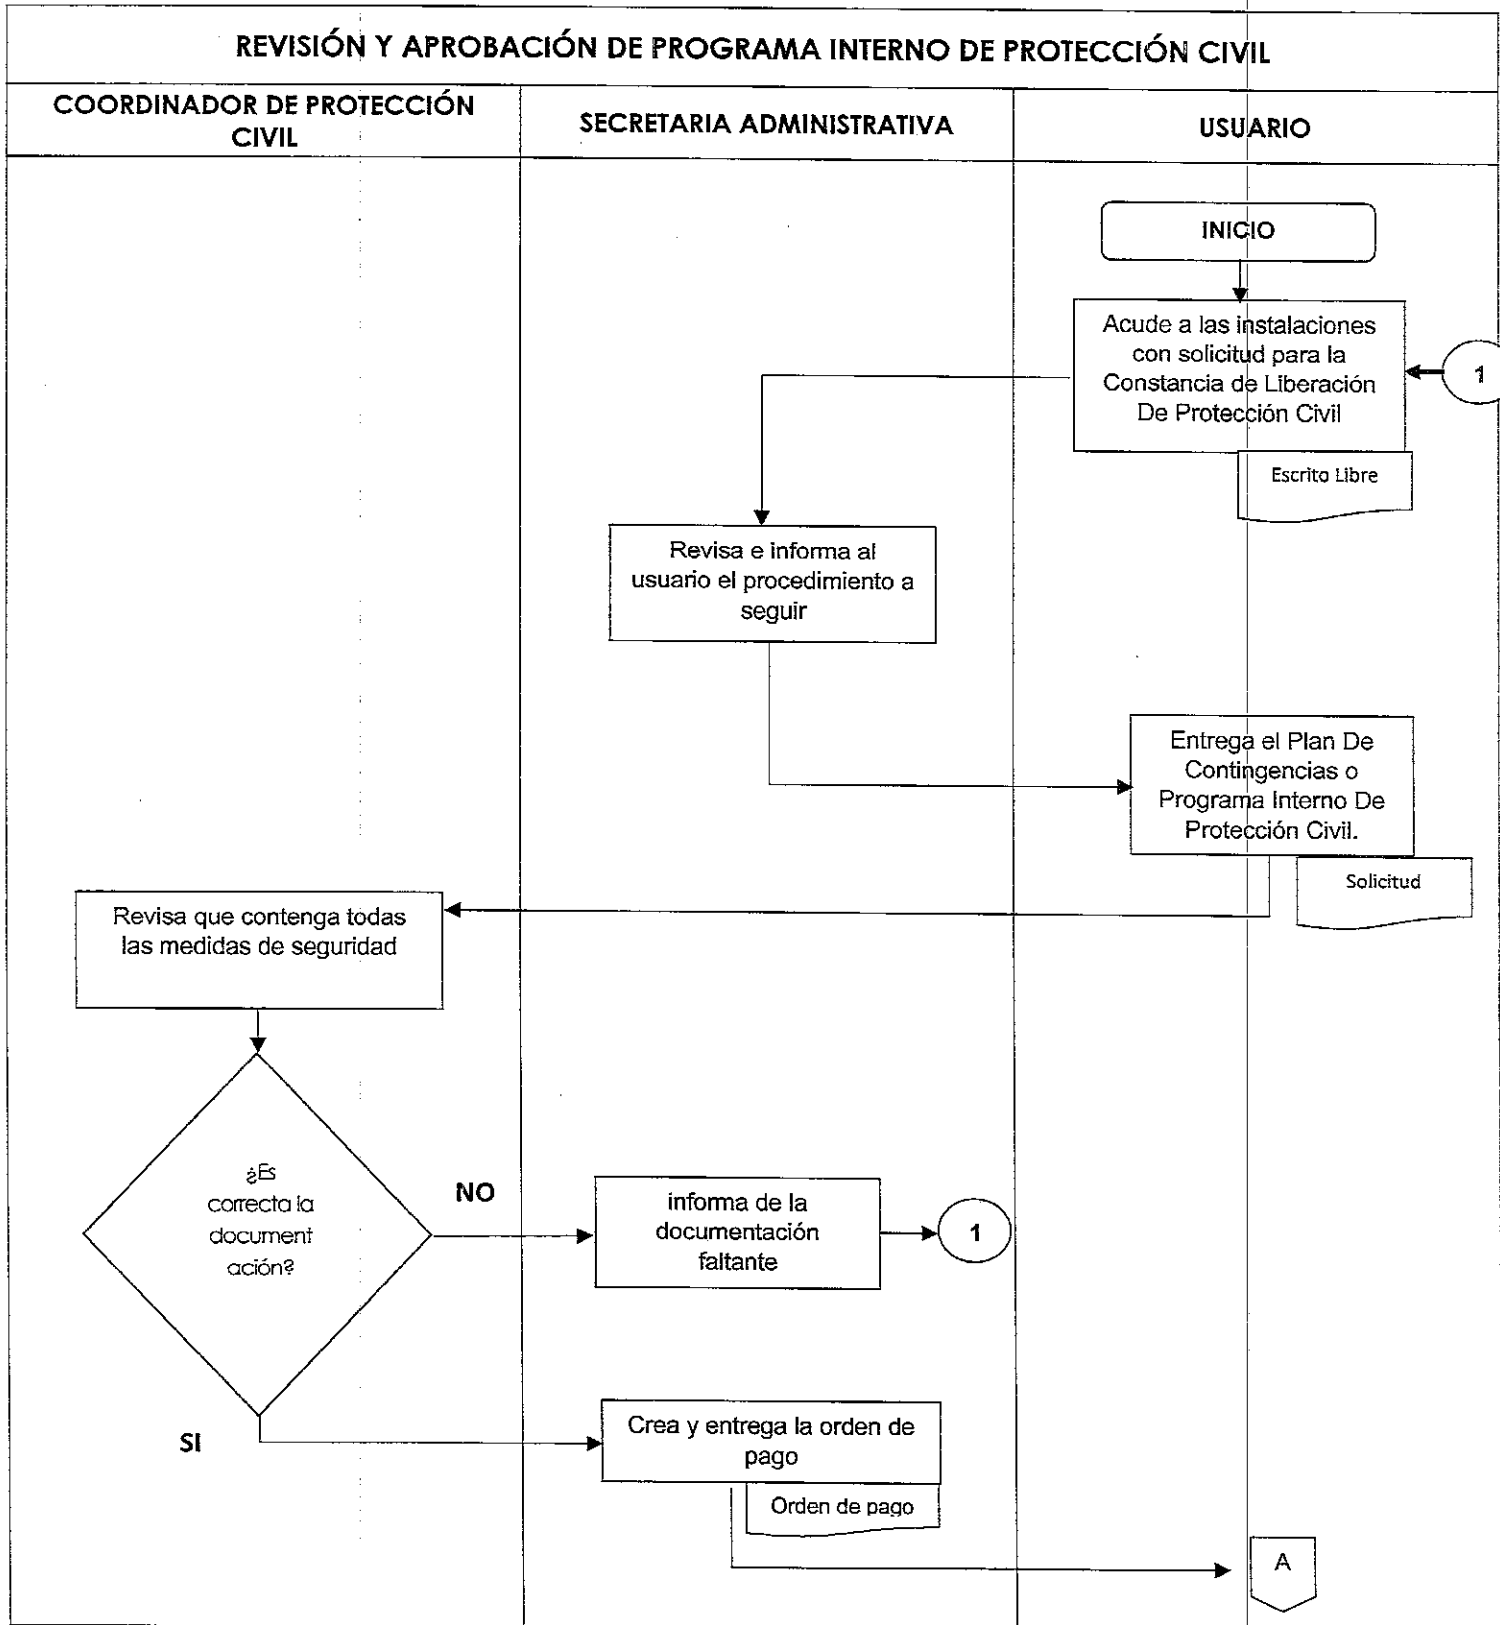 REVISIÓN Y APROBACIÓN DE PROGRAMA INTERNO DE PROTECCIÓN CIVIL
COORDINADOR DE PROTECCIÓN
CIVIL
SECRETARIA ADMINISTRATIVA
USUARIO
INICIO
Acude a las instalaciones
con solicitud para la
Constancia de Liberación
De Protección Civil
1
Escrito Libre
Revisa e informa al
usuario el procedimiento a
seguir
Entrega el Plan De
Contingencias o
Programa Interno De
Protección Civil.
Solicitud
Revisa que contenga todas
las medidas de seguridad
¿Es
correcta la
document
ación?
NO
informa de la
documentación
faltante
1
SI
Crea y entrega la orden de
pago
Orden de pago
A